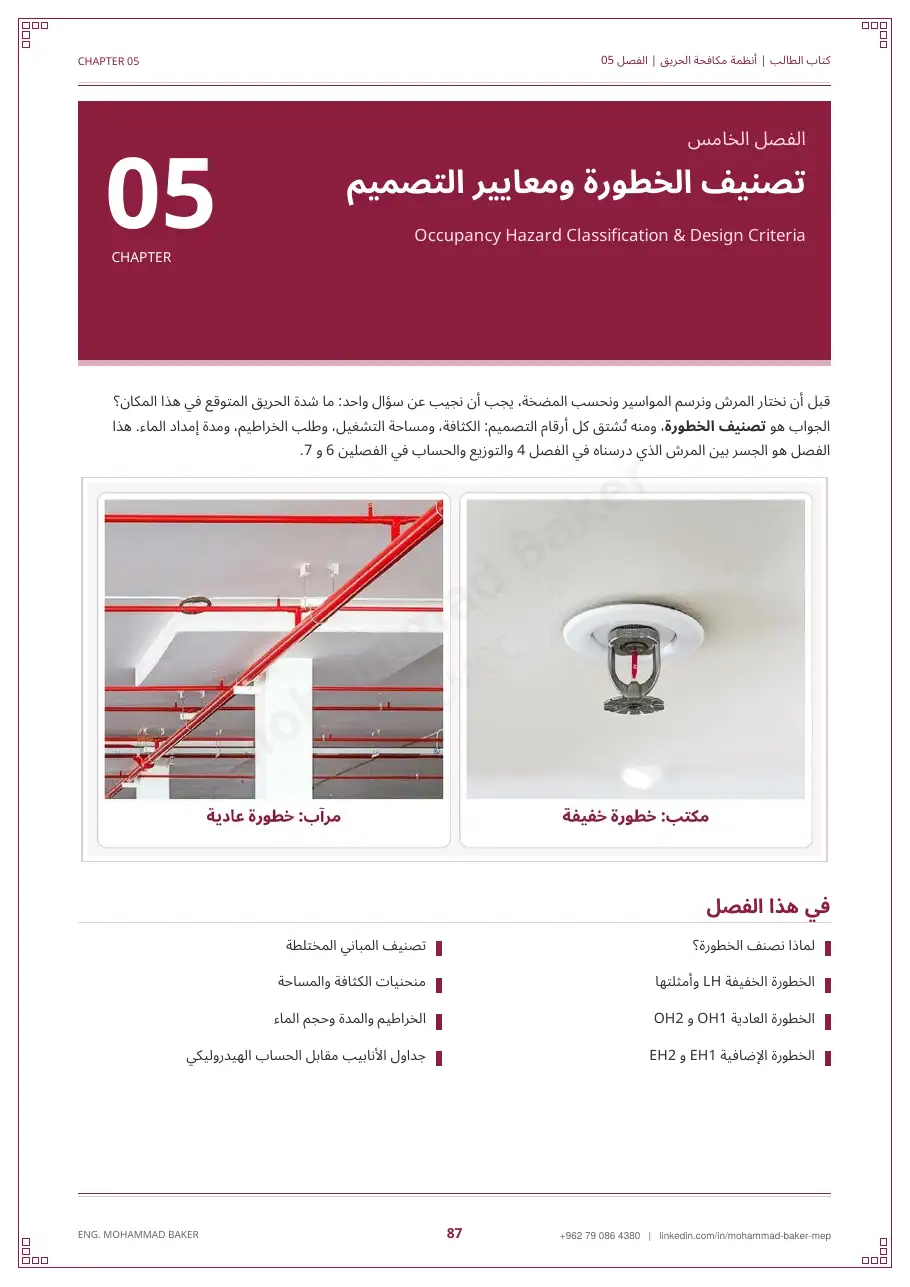 كتاب الطالب | أنظمة مكافحة الحريق | الفصل 05
CHAPTER 05
الفصل الخامس
تصنيف الخطورة ومعايير التصميم
Occupancy Hazard Classification & Design Criteria
05
CHAPTER
قبل أن نختار المرش ونرسم المواسير ونحسب المضخة، يجب أن نجيب عن سؤال واحد: ما شدة الحريق المتوقع في هذا المكان؟
الجواب هو تصنيف الخطورة، ومنه تُشتق كل أرقام التصميم: الكثافة، ومساحة التشغيل، وطلب الخراطيم، ومدة إمداد الماء. هذا
الفصل هو الجسر بين المرش الذي درسناه في الفصل 4 والتوزيع والحساب في الفصلين 6 و 7.
مكتب: خطورة خفيفة
مرآب: خطورة عادية
في هذا الفصل
لماذا نصنف الخطورة؟
الخطورة الخفيفة LH وأمثلتها
الخطورة العادية OH1 و OH2
الخطورة الإضافية EH1 و EH2
تصنيف المباني المختلطة
منحنيات الكثافة والمساحة
الخراطيم والمدة وحجم الماء
جداول الأنابيب مقابل الحساب الهيدروليكي
ENG. MOHAMMAD BAKER
87
+962 79 086 4380 | linkedin.com/in/mohammad-baker-mep